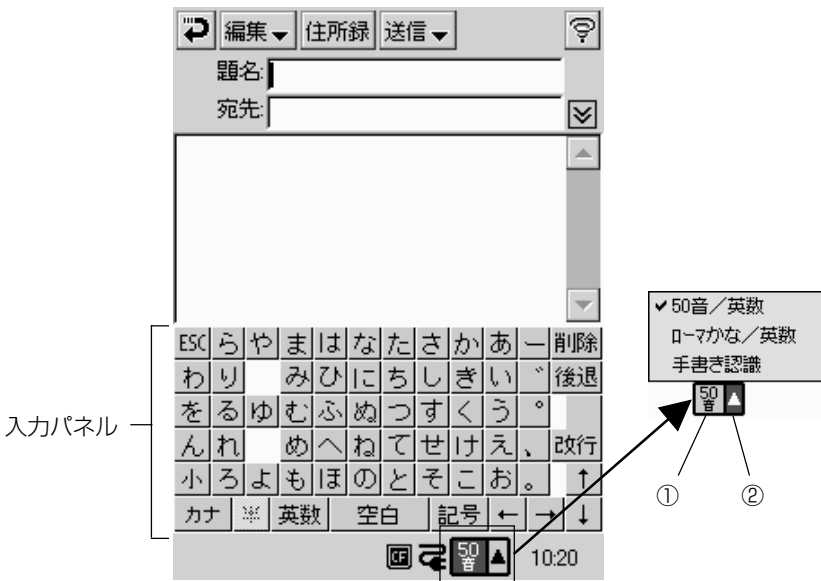 編集▼ 住所録 送信▼
題名:
宛先:
入力パネル
ESC らやまはなたさかあー 削除
わり みひにちしきい゛ 後退
をるゆむふぬつすくう゜
んれ めへねてせけえ、 改行
小ろよもほのとそこお。 ↑
カナ ※ 英数 空白 記号 ← → ↓
CF 50音 ▲ 10:20
✔50音／英数
ローマかな／英数
手書き認識
50音 ▲
① ②